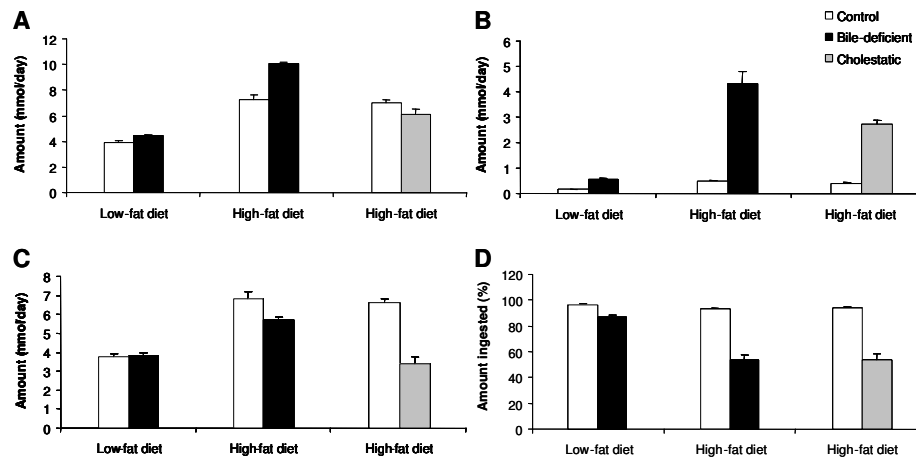 A
Amount (mmol/day)
12
10
8
6
4
2
0
Low-fat diet High-fat diet High-fat diet
B
Amount (mmol/day)
6
5
4
3
2
1
0
Low-fat diet High-fat diet High-fat diet
Control
Bile-deficient
Cholestatic
C
Amount (mmol/day)
8
7
6
5
4
3
2
1
0
Low-fat diet High-fat diet High-fat diet
D
Amount ingested (%)
120
100
80
60
40
20
0
Low-fat diet High-fat diet High-fat diet